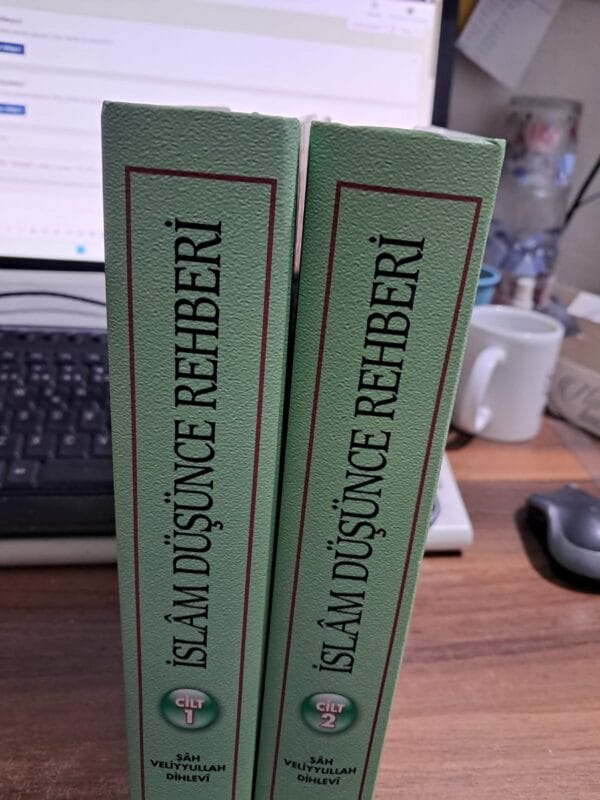 İSLÂM DÜŞÜNCE REHBERİ
CİLT
1
ŞÂH
VELİYYULLAH
DİHLEVÎ
İSLÂM DÜŞÜNCE REHBERİ
CİLT
2
ŞÂH
VELİYYULLAH
DİHLEVÎ